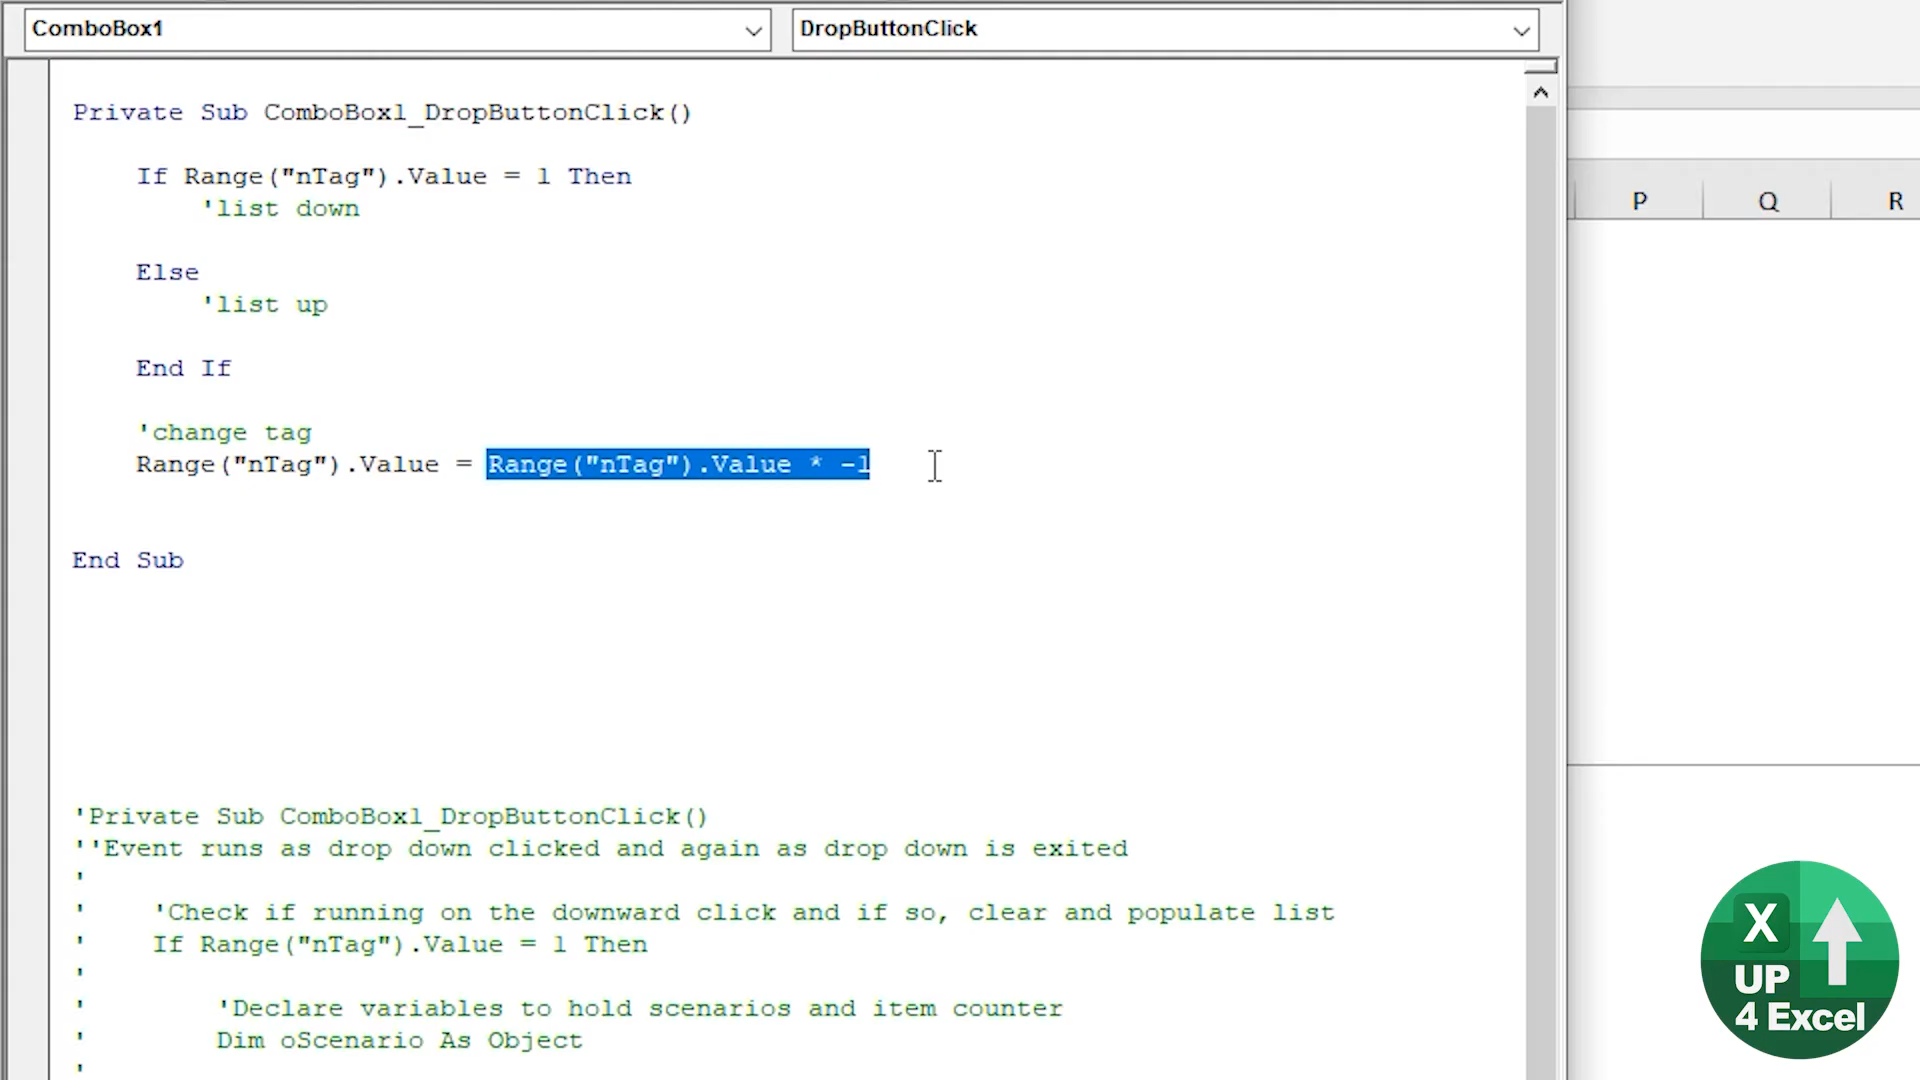 ComboBox1
DropButtonClick
Private Sub ComboBox1_DropButtonClick()
If Range("nTag").Value = 1 Then
'list down
Else
'list up
End If
'change tag
Range("nTag").Value = Range("nTag").Value * -1
End Sub
'Private Sub ComboBox1_DropButtonClick()
''Event runs as drop down clicked and again as drop down is exited
'
' 'Check if running on the downward click and if so, clear and populate list
' If Range("nTag").Value = 1 Then
'
' 'Declare variables to hold scenarios and item counter
' Dim oScenario As Object
'
P Q R
X
UP
4 Excel